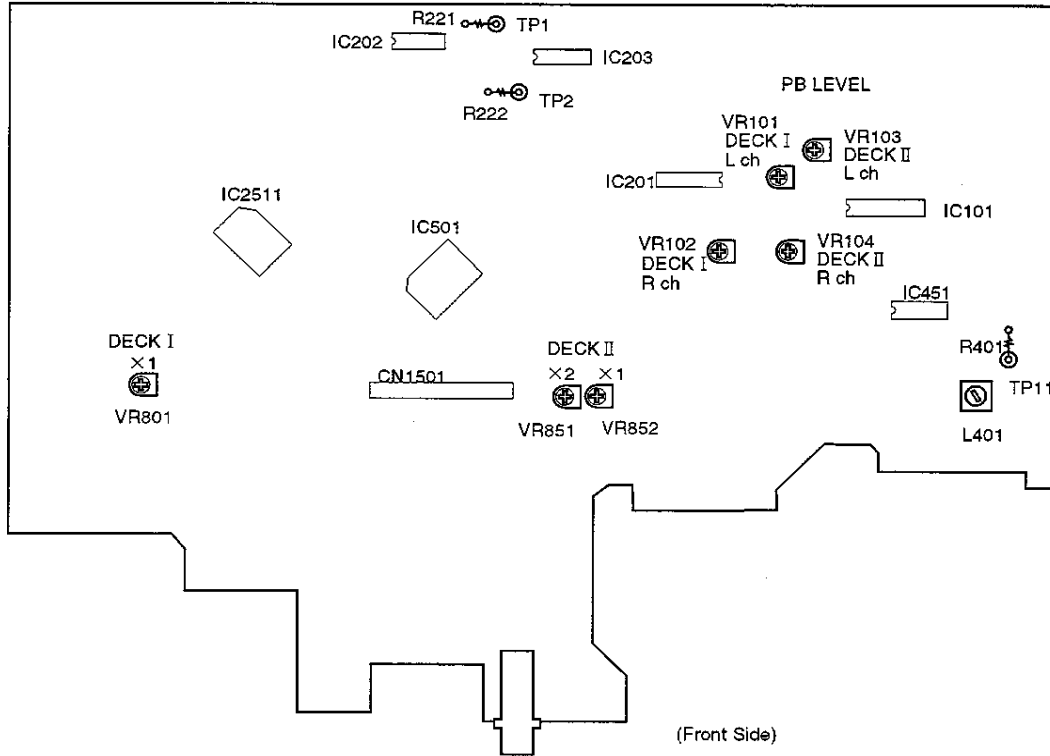 R221
TP1
IC202
IC203
R222
TP2
PB LEVEL
VR101
DECK I
L ch
VR103
DECK II
L ch
IC201
IC101
IC2511
IC501
VR102
DECK I
R ch
VR104
DECK II
R ch
IC451
R401
TP11
L401
DECK I
×1
VR801
CN1501
DECK II
×2 ×1
VR851 VR852
(Front Side)